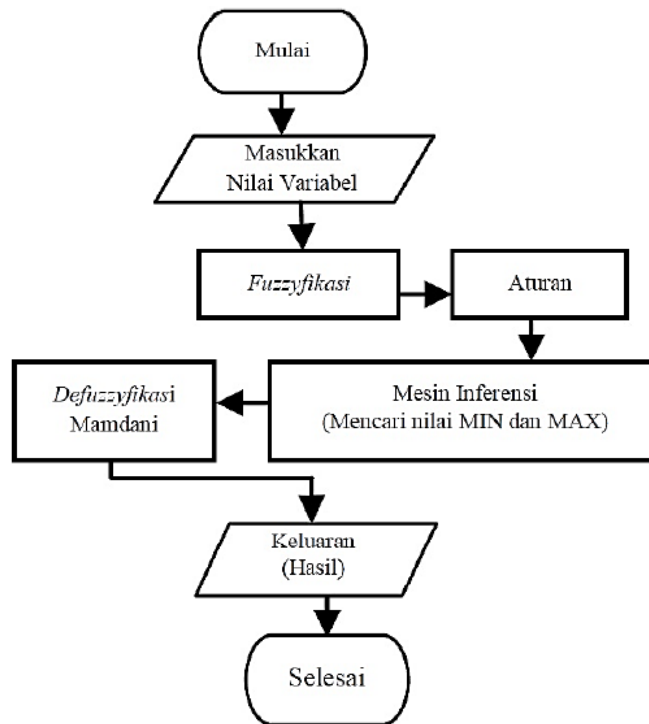 Mulai
Masukkan
Nilai Variabel
Fuzzyfikasi
Aturan
Mesin Inferensi
(Mencari nilai MIN dan MAX)
Defuzzyfikasi
Mamdani
Keluaran
(Hasil)
Selesai